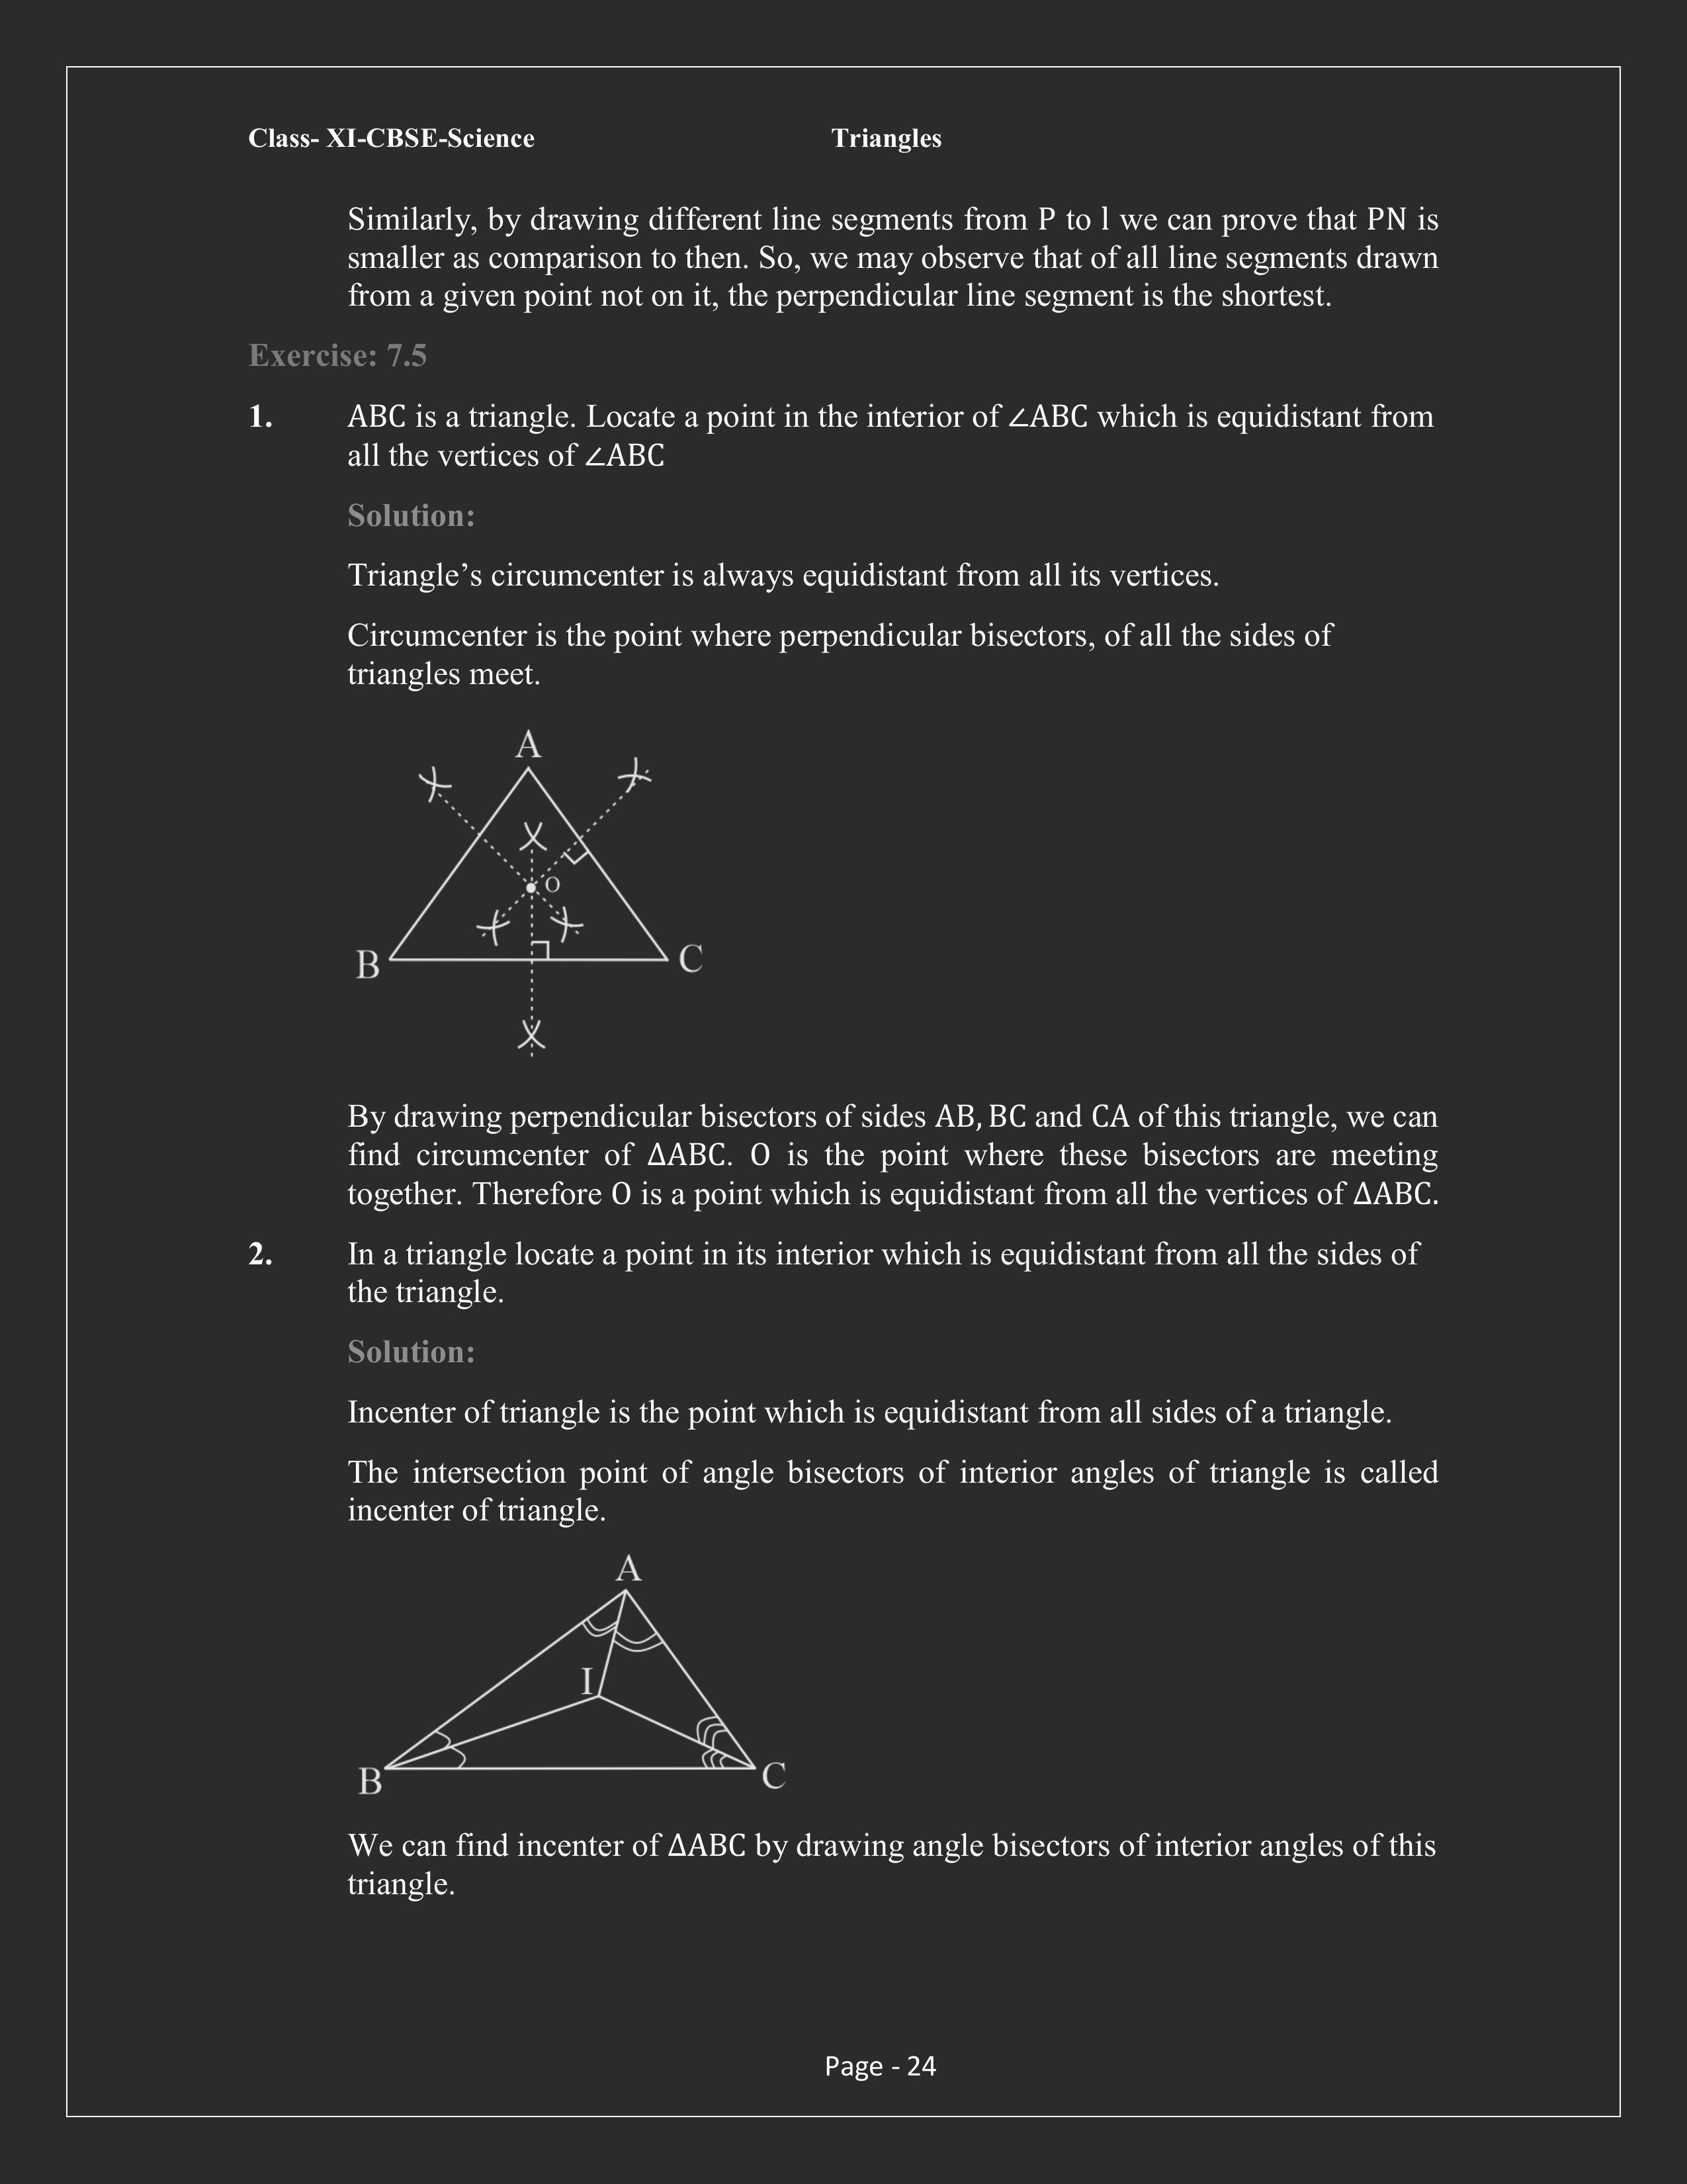 Class- XI-CBSE-Science Triangles
Similarly, by drawing different line segments from P to l we can prove that PN is
smaller as comparison to then. So, we may observe that of all line segments drawn
from a given point not on it, the perpendicular line segment is the shortest.
Exercise: 7.5
1. ABC is a triangle. Locate a point in the interior of ∠ABC which is equidistant from
all the vertices of ∠ABC
Solution:
Triangle’s circumcenter is always equidistant from all its vertices.
Circumcenter is the point where perpendicular bisectors, of all the sides of
triangles meet.
A
O
B C
By drawing perpendicular bisectors of sides AB, BC and CA of this triangle, we can
find circumcenter of ΔABC. O is the point where these bisectors are meeting
together. Therefore O is a point which is equidistant from all the vertices of ΔABC.
2. In a triangle locate a point in its interior which is equidistant from all the sides of
the triangle.
Solution:
Incenter of triangle is the point which is equidistant from all sides of a triangle.
The intersection point of angle bisectors of interior angles of triangle is called
incenter of triangle.
A
I
B C
We can find incenter of ΔABC by drawing angle bisectors of interior angles of this
triangle.
Page - 24